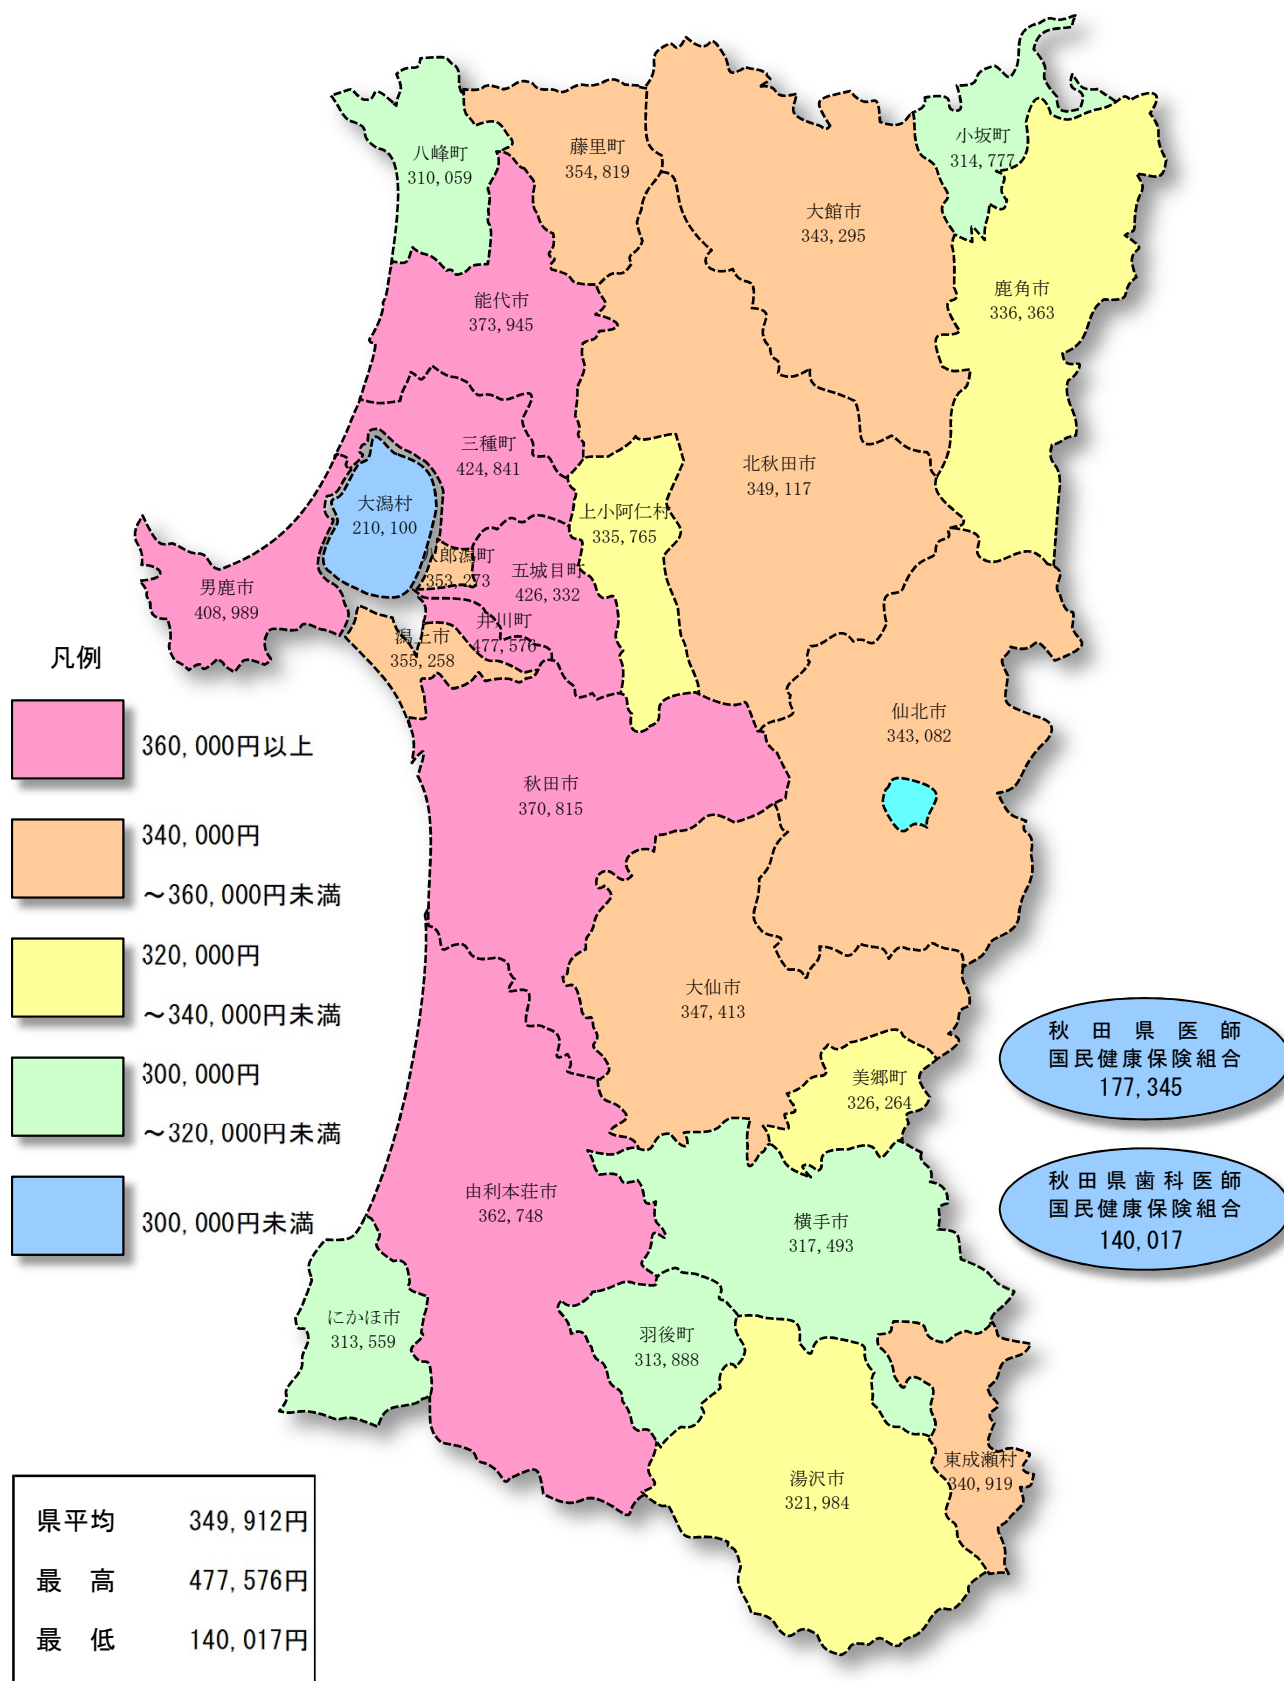 八峰町
310,059
藤里町
354,819
小坂町
314,777
大館市
343,295
鹿角市
336,363
能代市
373,945
三種町
424,841
北秋田市
349,117
大潟村
210,100
上小阿仁村
335,765
八郎潟町
353,273
五城目町
426,332
男鹿市
408,989
井川町
477,576
潟上市
355,258
仙北市
343,082
秋田市
370,815
大仙市
347,413
美郷町
326,264
由利本荘市
362,748
横手市
317,493
にかほ市
313,559
羽後町
313,888
東成瀬村
340,919
湯沢市
321,984
凡例
360,000円以上
340,000円
～360,000円未満
320,000円
～340,000円未満
300,000円
～320,000円未満
300,000円未満
秋田県医師
国民健康保険組合
177,345
秋田県歯科医師
国民健康保険組合
140,017
県平均 349,912円
最 高 477,576円
最 低 140,017円